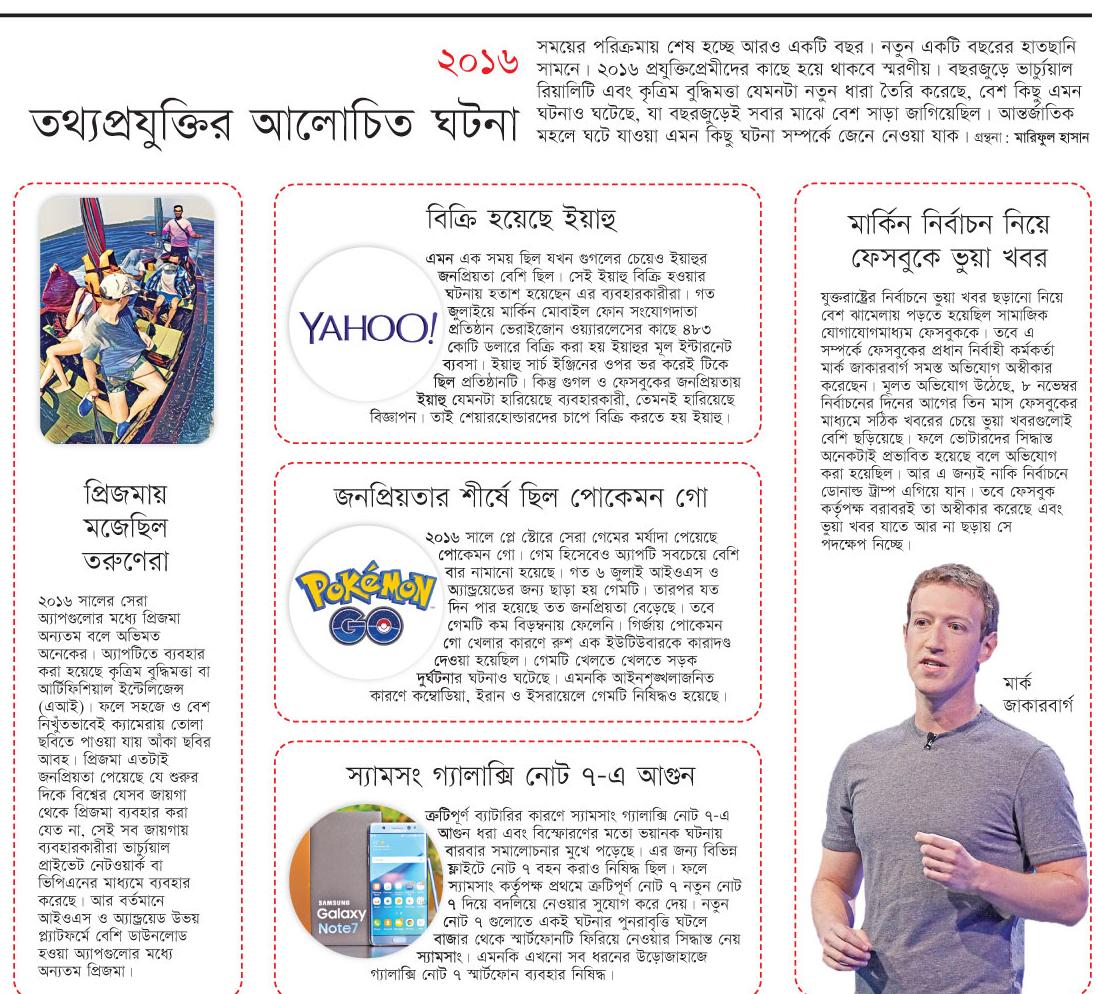 ২০১৬
তথ্যপ্রযুক্তির আলোচিত ঘটনা
সময়ের পরিক্রমায় শেষ হচ্ছে আরও একটি বছর। নতুন একটি বছরের হাতছানি
সামনে। ২০১৬ প্রযুক্তিপ্রেমীদের কাছে হয়ে থাকবে স্মরণীয়। বছরজুড়ে ভার্চ্যুয়াল
রিয়ালিটি এবং কৃত্রিম বুদ্ধিমত্তা যেমনটা নতুন ধারা তৈরি করেছে, বেশ কিছু এমন
ঘটনাও ঘটেছে, যা বছরজুড়েই সবার মাঝে বেশ সাড়া জাগিয়েছিল। আন্তর্জাতিক
মহলে ঘটে যাওয়া এমন কিছু ঘটনা সম্পর্কে জেনে নেওয়া যাক। গ্রন্থনা : মারিফুল হাসান
প্রিজমায়
মজেছিল
তরুণেরা
২০১৬ সালের সেরা
অ্যাপগুলোর মধ্যে প্রিজমা
অন্যতম বলে অভিমত
অনেকের। অ্যাপটিতে ব্যবহার
করা হয়েছে কৃত্রিম বুদ্ধিমত্তা বা
আর্টিফিশিয়াল ইন্টেলিজেন্স
(এআই)। ফলে সহজে ও বেশ
নিখুঁতভাবেই ক্যামেরায় তোলা
ছবিতে পাওয়া যায় আঁকা ছবির
আবহ। প্রিজমা এতটাই
জনপ্রিয়তা পেয়েছে যে শুরুর
দিকে বিশ্বের যেসব জায়গা
থেকে প্রিজমা ব্যবহার করা
যেত না, সেই সব জায়গায়
ব্যবহারকারীরা ভার্চ্যুয়াল
প্রাইভেট নেটওয়ার্ক বা
ভিপিএনের মাধ্যমে ব্যবহার
করেছে। আর বর্তমানে
আইওএস ও অ্যান্ড্রয়েড উভয়
প্ল্যাটফর্মে বেশি ডাউনলোড
হওয়া অ্যাপগুলোর মধ্যে
অন্যতম প্রিজমা।
বিক্রি হয়েছে ইয়াহু
YAHOO!
এমন এক সময় ছিল যখন গুগলের চেয়েও ইয়াহুর
জনপ্রিয়তা বেশি ছিল। সেই ইয়াহু বিক্রি হওয়ার
ঘটনায় হতাশ হয়েছেন এর ব্যবহারকারীরা। গত
জুলাইয়ে মার্কিন মোবাইল ফোন সংযোগদাতা
প্রতিষ্ঠান ভেরাইজোন ওয়্যারলেসের কাছে ৪৮৩
কোটি ডলারে বিক্রি করা হয় ইয়াহুর মূল ইন্টারনেট
ব্যবসা। ইয়াহু সার্চ ইঞ্জিনের ওপর ভর করেই টিকে
ছিল প্রতিষ্ঠানটি। কিন্তু গুগল ও ফেসবুকের জনপ্রিয়তায়
ইয়াহু যেমনটা হারিয়েছে ব্যবহারকারী, তেমনই হারিয়েছে
বিজ্ঞাপন। তাই শেয়ারহোল্ডারদের চাপে বিক্রি করতে হয় ইয়াহু।
জনপ্রিয়তার শীর্ষে ছিল পোকেমন গো
POKéMON
GO
২০১৬ সালে প্লে স্টোরে সেরা গেমের মর্যাদা পেয়েছে
পোকেমন গো। গেম হিসেবেও অ্যাপটি সবচেয়ে বেশি
বার নামানো হয়েছে। গত ৬ জুলাই আইওএস ও
অ্যান্ড্রয়েডের জন্য ছাড়া হয় গেমটি। তারপর যত
দিন পার হয়েছে তত জনপ্রিয়তা বেড়েছে। তবে
গেমটি কম বিড়ম্বনায় ফেলেনি। গির্জায় পোকেমন
গো খেলার কারণে রুশ এক ইউটিউবারকে কারাদণ্ড
দেওয়া হয়েছিল। গেমটি খেলতে খেলতে সড়ক
দুর্ঘটনার ঘটনাও ঘটেছে। এমনকি আইনশৃঙ্খলাজনিত
কারণে কম্বোডিয়া, ইরান ও ইসরায়েলে গেমটি নিষিদ্ধও হয়েছে।
স্যামসং গ্যালাক্সি নোট ৭-এ আগুন
SAMSUNG
Galaxy
Note7
ত্রুটিপূর্ণ ব্যাটারির কারণে স্যামসং গ্যালাক্সি নোট ৭-এ
আগুন ধরা এবং বিস্ফোরণের মতো ভয়ানক ঘটনায়
বারবার সমালোচনার মুখে পড়েছে। এর জন্য বিভিন্ন
ফ্লাইটে নোট ৭ বহন করাও নিষিদ্ধ ছিল। ফলে
স্যামসাং কর্তৃপক্ষ প্রথমে ত্রুটিপূর্ণ নোট ৭ নতুন নোট
৭ দিয়ে বদলিয়ে নেওয়ার সুযোগ করে দেয়। নতুন
নোট ৭ গুলোতে একই ঘটনার পুনরাবৃত্তি ঘটলে
বাজার থেকে স্মার্টফোনটি ফিরিয়ে নেওয়ার সিদ্ধান্ত নেয়
স্যামসাং। এমনকি এখনো সব ধরনের উড়োজাহাজে
গ্যালাক্সি নোট ৭ স্মার্টফোন ব্যবহার নিষিদ্ধ।
মার্কিন নির্বাচন নিয়ে
ফেসবুকে ভুয়া খবর
যুক্তরাষ্ট্রের নির্বাচনে ভুয়া খবর ছড়ানো নিয়ে
বেশ ঝামেলায় পড়তে হয়েছিল সামাজিক
যোগাযোগমাধ্যম ফেসবুককে। তবে এ
সম্পর্কে ফেসবুকের প্রধান নির্বাহী কর্মকর্তা
মার্ক জাকারবার্গ সমস্ত অভিযোগ অস্বীকার
করেছেন। মূলত অভিযোগ উঠেছে, ৮ নভেম্বর
নির্বাচনের দিনের আগের তিন মাস ফেসবুকের
মাধ্যমে সঠিক খবরের চেয়ে ভুয়া খবরগুলোই
বেশি ছড়িয়েছে। ফলে ভোটারদের সিদ্ধান্ত
অনেকটাই প্রভাবিত হয়েছে বলে অভিযোগ
করা হয়েছিল। আর এ জন্যই নাকি নির্বাচনে
ডোনাল্ড ট্রাম্প এগিয়ে যান। তবে ফেসবুক
কর্তৃপক্ষ বরাবরই তা অস্বীকার করেছে এবং
ভুয়া খবর যাতে আর না ছড়ায় সে
পদক্ষেপ নিচ্ছে।
মার্ক
জাকারবার্গ